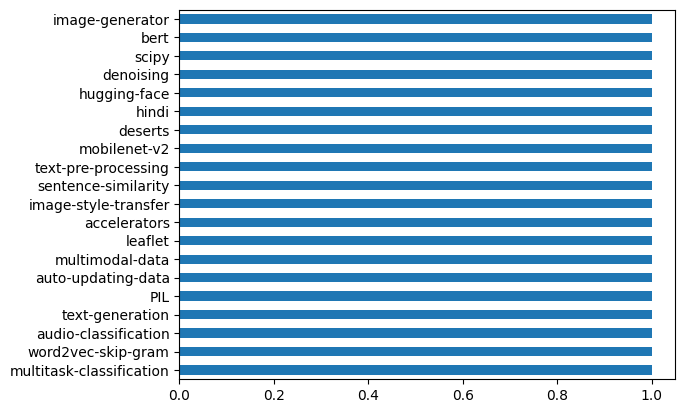 image-generator
bert
scipy
denoising
hugging-face
hindi
deserts
mobilenet-v2
text-pre-processing
sentence-similarity
image-style-transfer
accelerators
leaflet
multimodal-data
auto-updating-data
PIL
text-generation
audio-classification
word2vec-skip-gram
multitask-classification
0.0 0.2 0.4 0.6 0.8 1.0